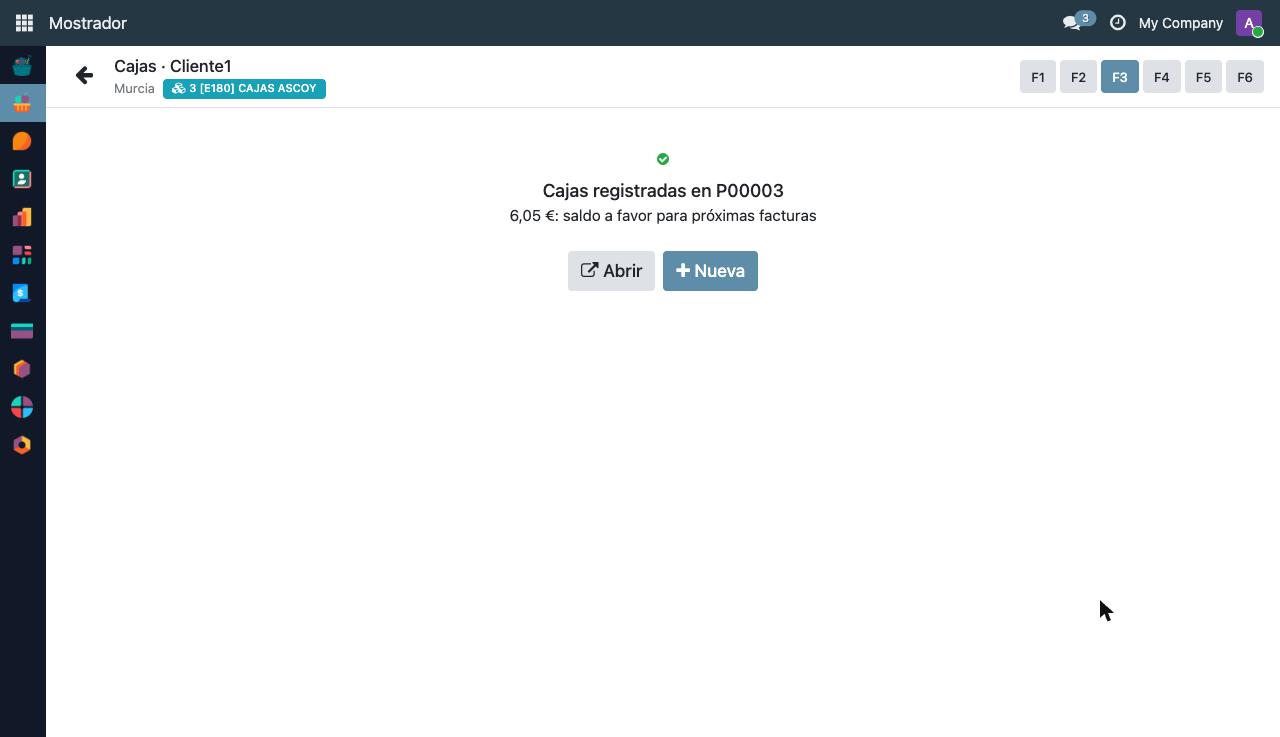 Mostrador
3
My Company
A
Cajas · Cliente1
Murcia
3 [E180] CAJAS ASCOY
F1
F2
F3
F4
F5
F6
Cajas registradas en P00003
6,05 €: saldo a favor para próximas facturas
Abrir
Nueva